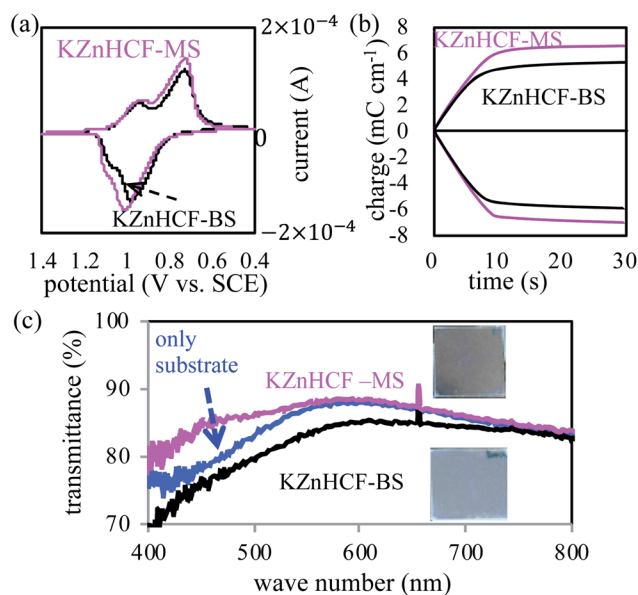 (a)
KZnHCF-MS
KZnHCF-BS
2×10⁻⁴
0
−2×10⁻⁴
current (A)
1.4 1.2 1 0.8 0.6 0.4
potential (V vs. SCE)
(b)
KZnHCF-MS
KZnHCF-BS
8
6
4
2
0
-2
-4
-6
-8
charge (mC cm⁻¹)
0 10 20 30
time (s)
(c)
only
substrate
KZnHCF –MS
KZnHCF-BS
100
90
80
70
transmittance (%)
400 500 600 700 800
wave number (nm)